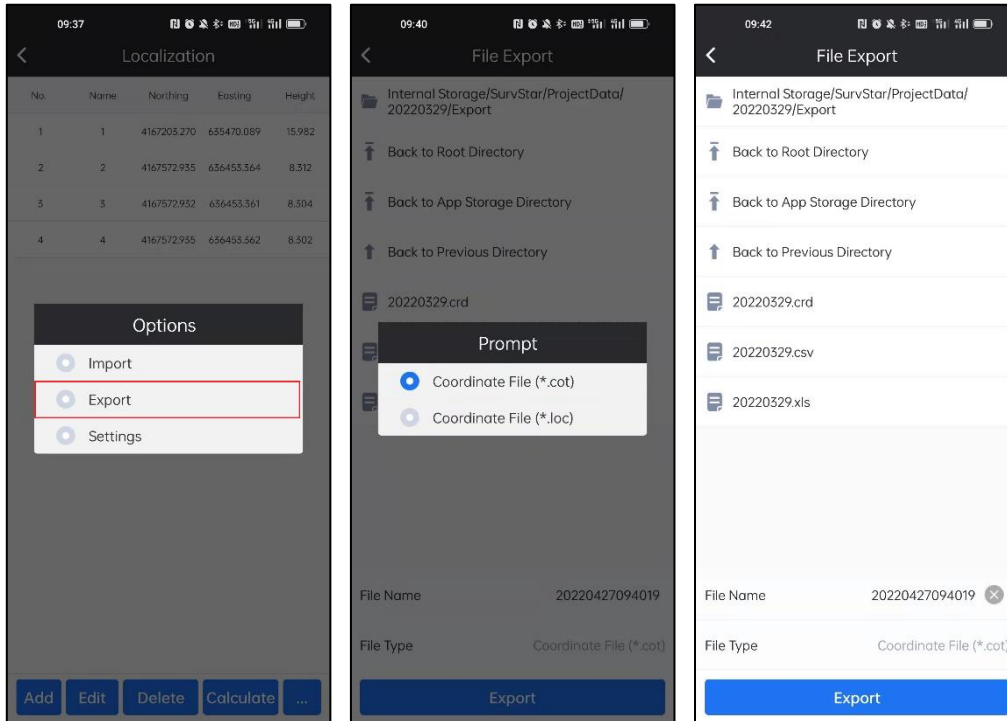 09:37
Localization
No. Name Northing Easting Height
1 1 4167203.270 635470.089 15.982
2 2 4167572.935 636453.364 8.312
3 3 4167572.932 636453.361 8.304
4 4 4167572.935 636453.362 8.302
Options
Import
Export
Settings
Add Edit Delete Calculate ...
09:40
File Export
Internal Storage/SurvStar/ProjectData/
20220329/Export
Back to Root Directory
Back to App Storage Directory
Back to Previous Directory
20220329.crd
Prompt
Coordinate File (*.cot)
Coordinate File (*.loc)
File Name 20220427094019
File Type Coordinate File (*.cot)
Export
09:42
File Export
Internal Storage/SurvStar/ProjectData/
20220329/Export
Back to Root Directory
Back to App Storage Directory
Back to Previous Directory
20220329.crd
20220329.csv
20220329.xls
File Name 20220427094019
File Type Coordinate File (*.cot)
Export